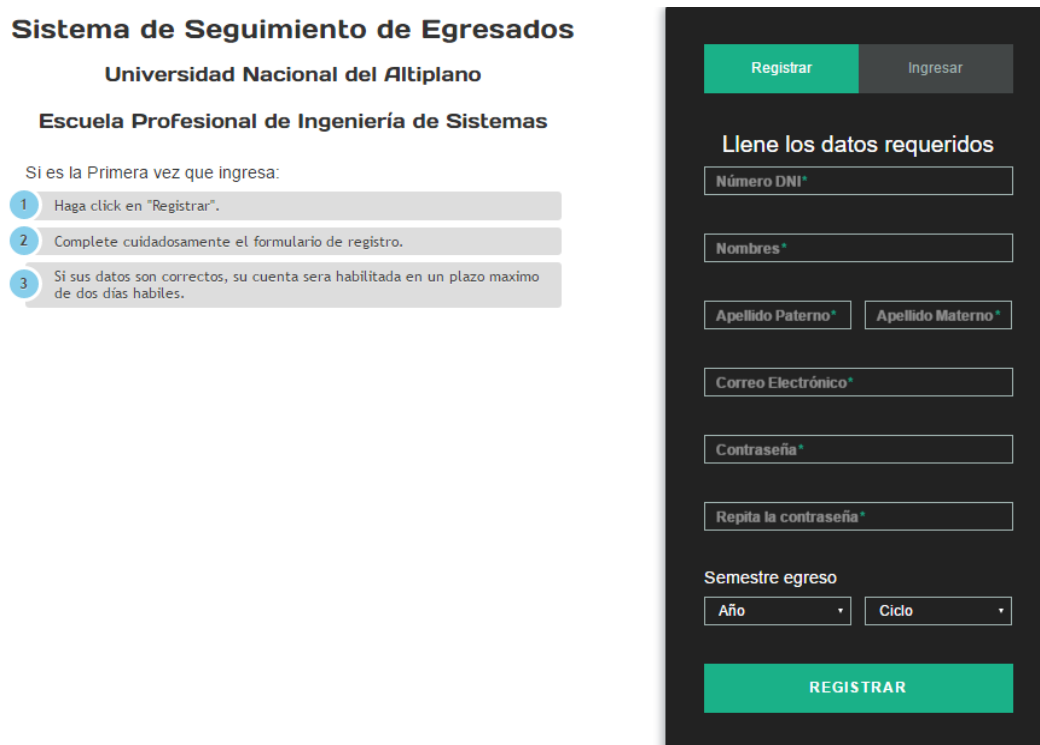 Sistema de Seguimiento de Egresados
Universidad Nacional del Altiplano
Escuela Profesional de Ingeniería de Sistemas
Si es la Primera vez que ingresa:
1 Haga click en "Registrar".
2 Complete cuidadosamente el formulario de registro.
3 Si sus datos son correctos, su cuenta sera habilitada en un plazo maximo
de dos días habiles.
Registrar Ingresar
Llene los datos requeridos
Número DNI*
Nombres*
Apellido Paterno* Apellido Materno*
Correo Electrónico*
Contraseña*
Repita la contraseña*
Semestre egreso
Año Ciclo
REGISTRAR